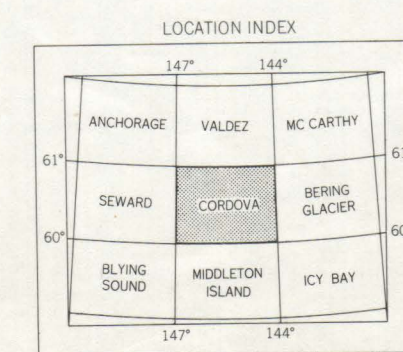 LOCATION INDEX
147° 144°
ANCHORAGE VALDEZ MC CARTHY
61° 61
SEWARD CORDOVA BERING GLACIER
60° 60
BLYING SOUND MIDDLETON ISLAND ICY BAY
147° 144°